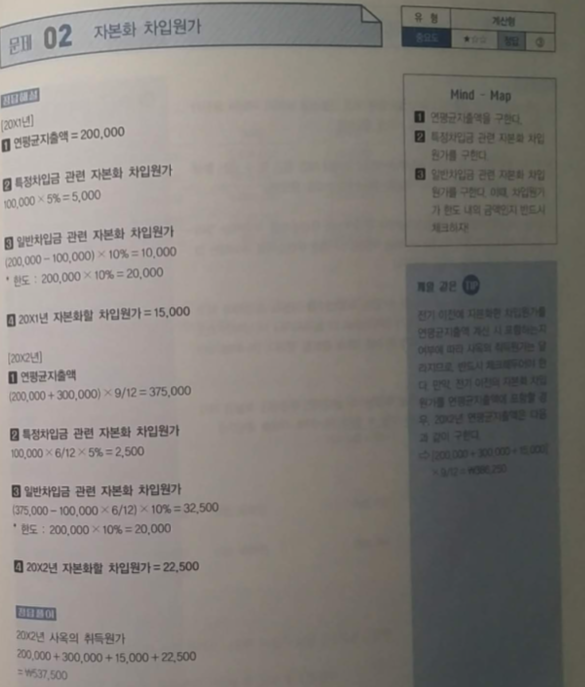 문제 02 자본화 차입원가
유 형 계산형
중요도 ★☆☆ 정답 ③
정답해설
[20X1년]
1 연평균지출액 = 200,000
2 특정차입금 관련 자본화 차입원가
100,000 × 5% = 5,000
3 일반차입금 관련 자본화 차입원가
(200,000 - 100,000) × 10% = 10,000
* 한도 : 200,000 × 10% = 20,000
4 20X1년 자본화할 차입원가 = 15,000
[20X2년]
1 연평균지출액
(200,000 + 300,000) × 9/12 = 375,000
2 특정차입금 관련 자본화 차입원가
100,000 × 6/12 × 5% = 2,500
3 일반차입금 관련 자본화 차입원가
(375,000 - 100,000 × 6/12) × 10% = 32,500
* 한도 : 200,000 × 10% = 20,000
4 20X2년 자본화할 차입원가 = 22,500
정답풀이
20X2년 사옥의 취득원가
200,000 + 300,000 + 15,000 + 22,500
= ₩537,500
Mind - Map
1 연평균지출액을 구한다.
2 특정차입금 관련 자본화 차입
원가를 구한다.
3 일반차입금 관련 자본화 차입
원가를 구한다. 이때, 차입원가
가 한도 내의 금액인지 반드시
체크하자!
같은 TIP
전기 이전에 자본화한 차입원가를
연평균지출액 계산 시 포함하는지
여부에 따라 사옥의 취득원가는 달
라지므로, 반드시 체크해두어야 한
다. 만약, 전기 이전의 자본화 차입
원가를 연평균지출액에 포함할 경
우, 20X2년 연평균지출액은 다음
과 같이 구한다.
⇨ [200,000 + 300,000 + 15,000]
× 9/12 = ₩386,250